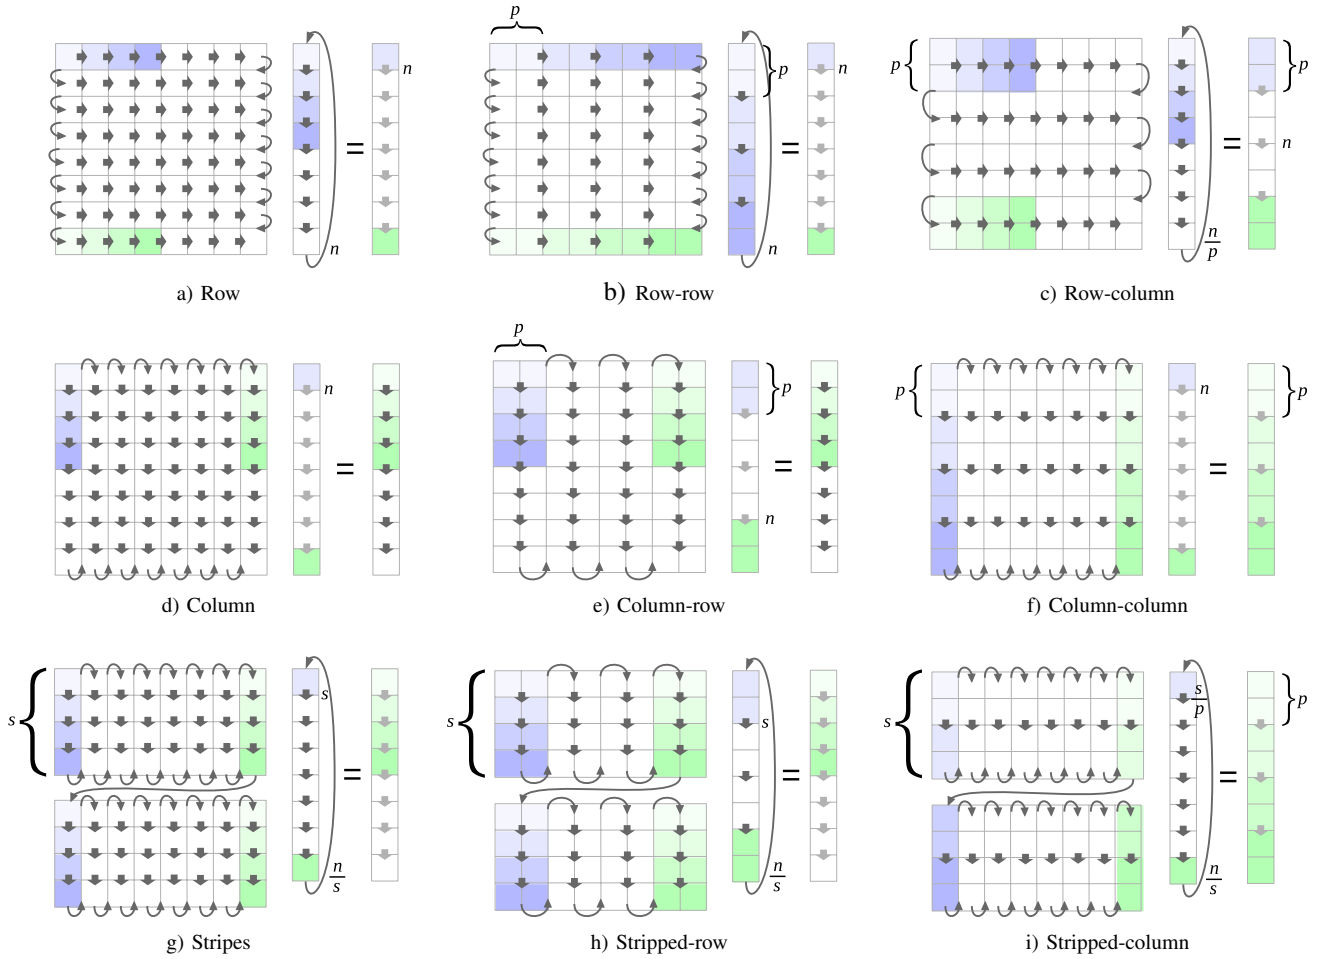 p
n
n
=
n
a) Row
p
p
n
n
=
b) Row-row
p
p
n
n/p
=
c) Row-column
n
=
d) Column
p
p
n
=
e) Column-row
p
n
p
=
f) Column-column
s
s
n/s
=
g) Stripes
s
s
n/s
=
h) Stripped-row
s
s/p
p
n/s
=
i) Stripped-column